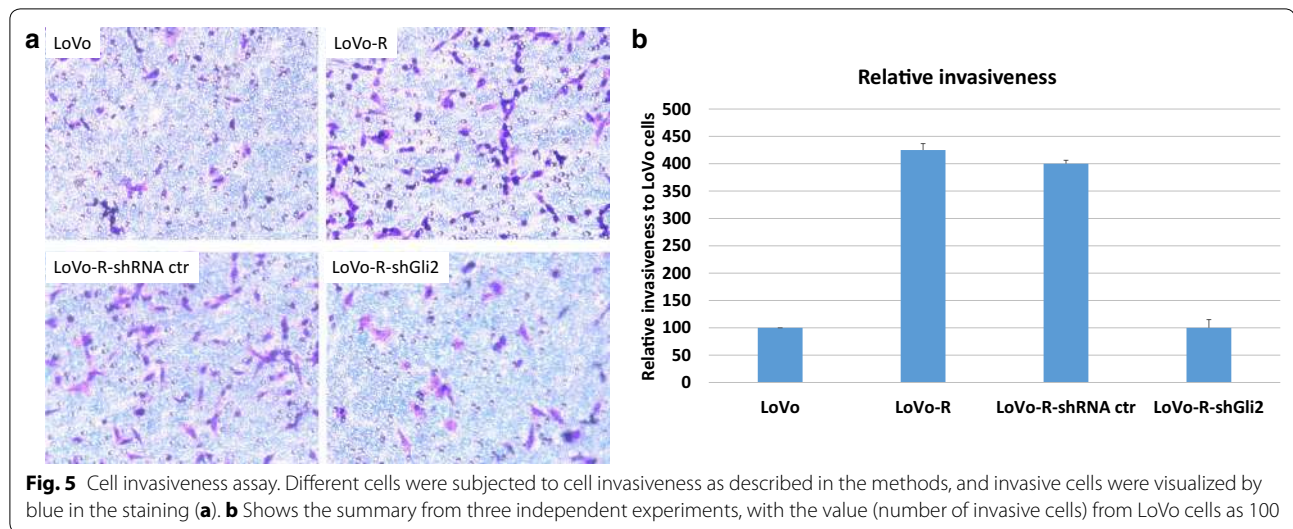 a
LoVo
LoVo-R
LoVo-R-shRNA ctr
LoVo-R-shGli2
b
Relative invasiveness
Relative invasiveness to LoVo cells
500
450
400
350
300
250
200
150
100
50
0
LoVo
LoVo-R
LoVo-R-shRNA ctr
LoVo-R-shGli2
Fig. 5 Cell invasiveness assay. Different cells were subjected to cell invasiveness as described in the methods, and invasive cells were visualized by
blue in the staining (a). b Shows the summary from three independent experiments, with the value (number of invasive cells) from LoVo cells as 100